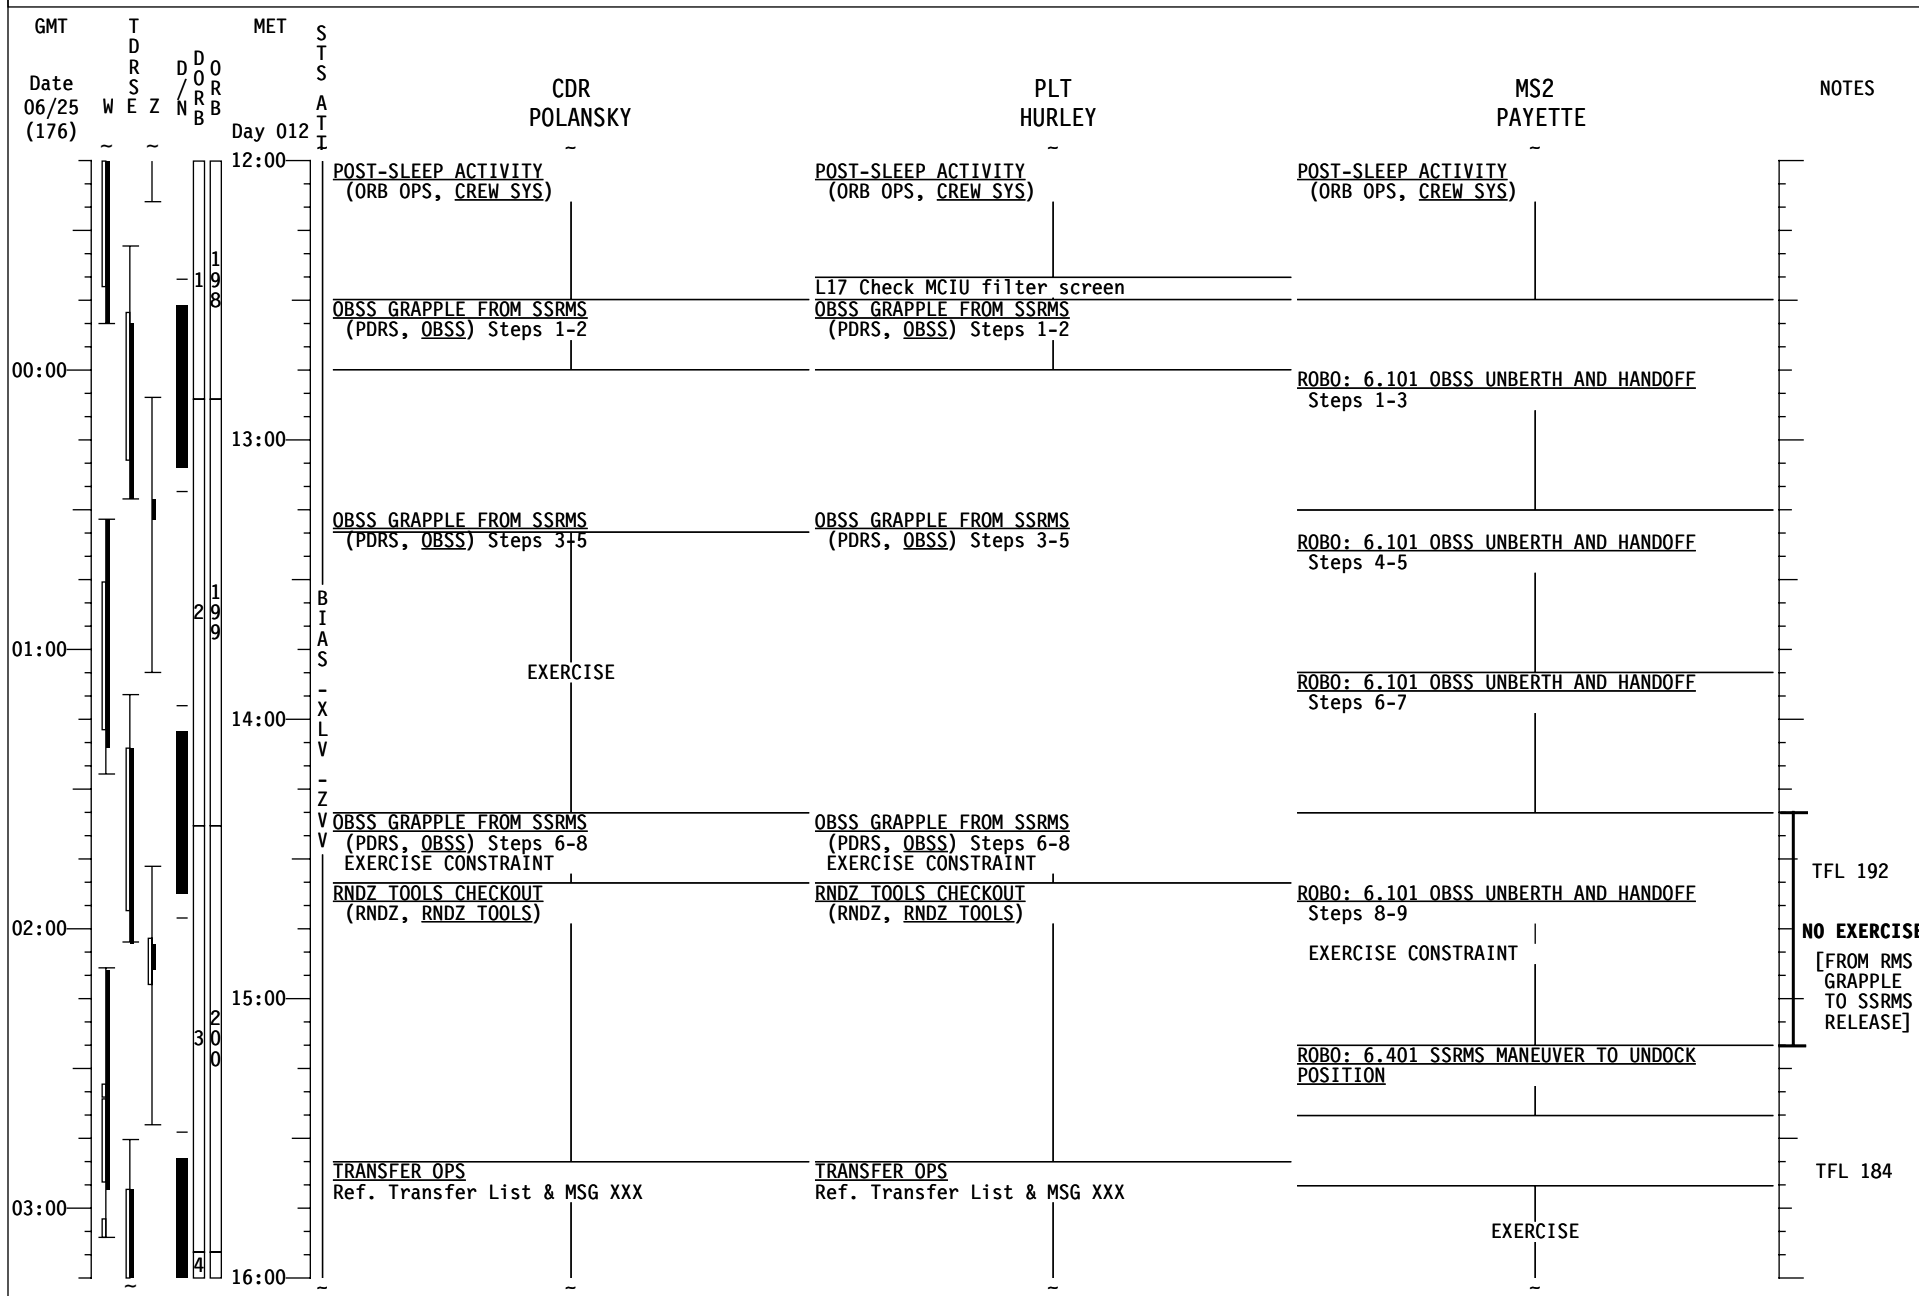 GMT
TDRS
MET
STS ATT
Date
06/25
(176)
W E Z
D/N
DORB
ORB
Day 012
CDR
POLANSKY
PLT
HURLEY
MS2
PAYETTE
NOTES
~ ~ ~ ~ ~
12:00
POST-SLEEP ACTIVITY
(ORB OPS, CREW SYS)
POST-SLEEP ACTIVITY
(ORB OPS, CREW SYS)
POST-SLEEP ACTIVITY
(ORB OPS, CREW SYS)
1
198
L17 Check MCIU filter screen
OBSS GRAPPLE FROM SSRMS
(PDRS, OBSS) Steps 1-2
OBSS GRAPPLE FROM SSRMS
(PDRS, OBSS) Steps 1-2
00:00
ROBO: 6.101 OBSS UNBERTH AND HANDOFF
Steps 1-3
13:00
OBSS GRAPPLE FROM SSRMS
(PDRS, OBSS) Steps 3-5
OBSS GRAPPLE FROM SSRMS
(PDRS, OBSS) Steps 3-5
ROBO: 6.101 OBSS UNBERTH AND HANDOFF
Steps 4-5
2
199
BIAS -XLV -ZVV
01:00
EXERCISE
ROBO: 6.101 OBSS UNBERTH AND HANDOFF
Steps 6-7
14:00
OBSS GRAPPLE FROM SSRMS
(PDRS, OBSS) Steps 6-8
EXERCISE CONSTRAINT
OBSS GRAPPLE FROM SSRMS
(PDRS, OBSS) Steps 6-8
EXERCISE CONSTRAINT
TFL 192
RNDZ TOOLS CHECKOUT
(RNDZ, RNDZ TOOLS)
RNDZ TOOLS CHECKOUT
(RNDZ, RNDZ TOOLS)
ROBO: 6.101 OBSS UNBERTH AND HANDOFF
Steps 8-9
EXERCISE CONSTRAINT
02:00
NO EXERCISE
[FROM RMS
GRAPPLE
TO SSRMS
RELEASE]
15:00
3
200
ROBO: 6.401 SSRMS MANEUVER TO UNDOCK
POSITION
TRANSFER OPS
Ref. Transfer List & MSG XXX
TRANSFER OPS
Ref. Transfer List & MSG XXX
TFL 184
03:00
EXERCISE
4
16:00
~ ~ ~ ~ ~